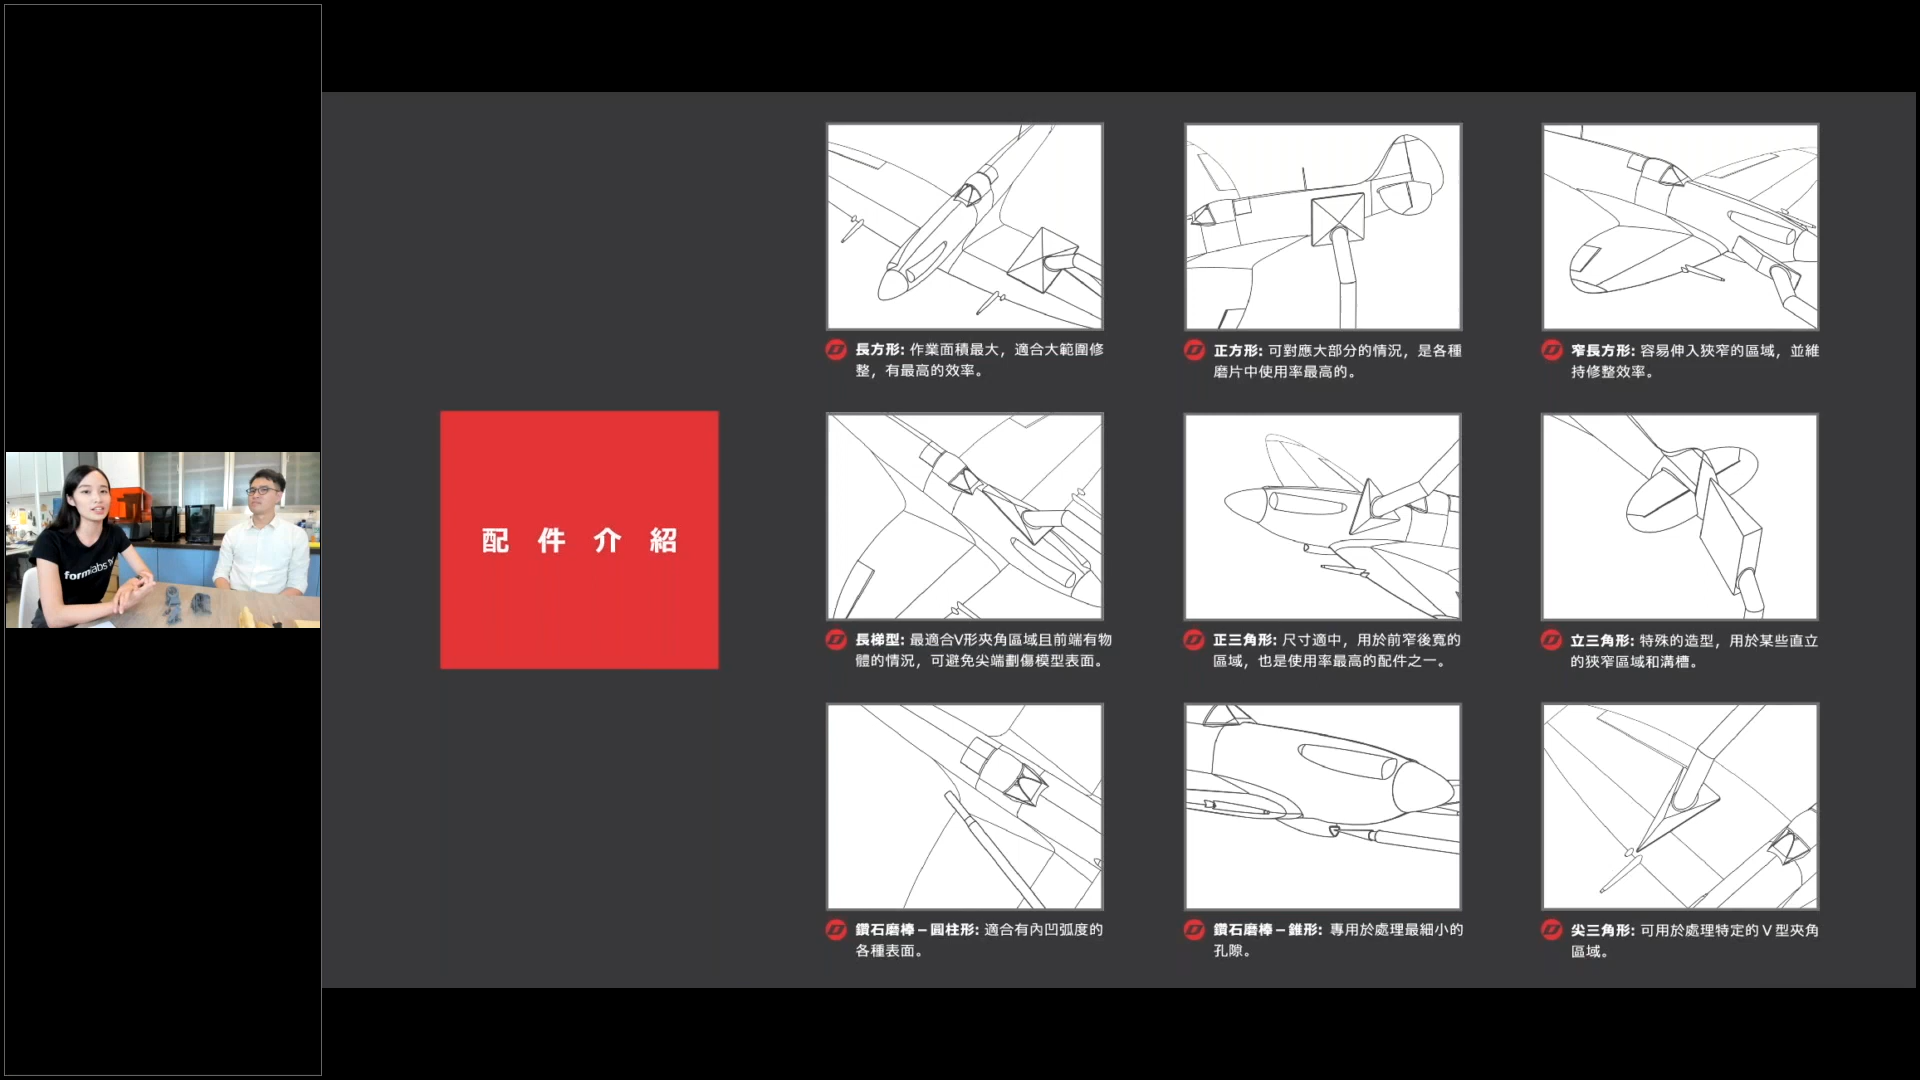 配件介紹
長方形: 作業面積最大，適合大範圍修
整，有最高的效率。
正方形: 可對應大部分的情況，是各種
磨片中使用率最高的。
窄長方形: 容易伸入狹窄的區域，並維
持修整效率。
長梯型: 最適合V形夾角區域且前端有物
體的情況，可避免尖端劃傷模型表面。
正三角形: 尺寸適中，用於前窄後寬的
區域，也是使用率最高的配件之一。
立三角形: 特殊的造型，用於某些直立
的狹窄區域和溝槽。
鑽石磨棒－圓柱形: 適合有內凹弧度的
各種表面。
鑽石磨棒－錐形: 專用於處理最細小的
孔隙。
尖三角形: 可用於處理特定的 V 型夾角
區域。
formlabs